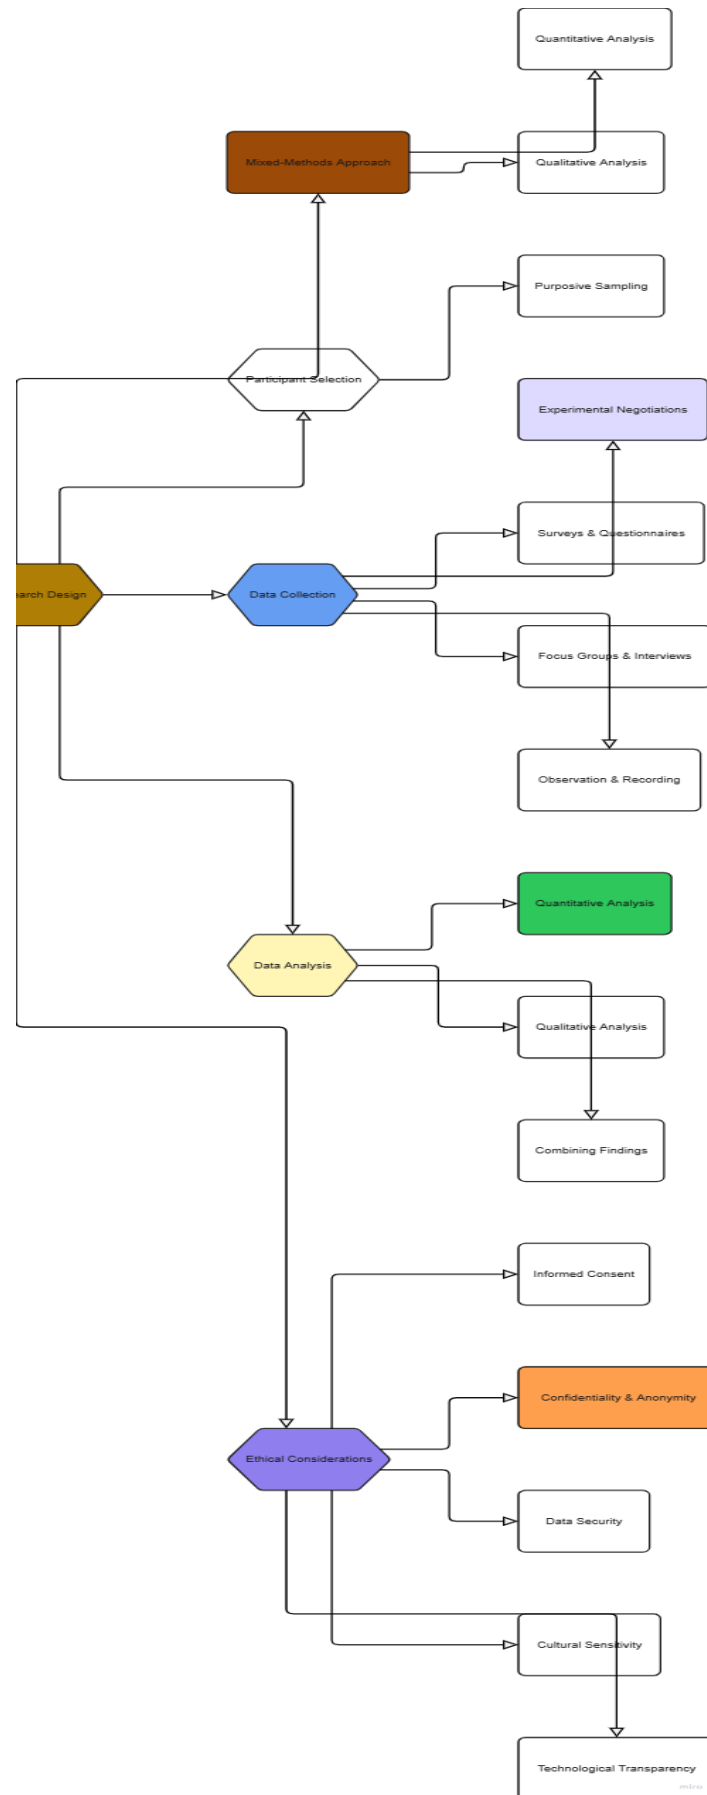 Quantitative Analysis
Mixed-Methods Approach
Qualitative Analysis
Purposive Sampling
Participant Selection
Experimental Negotiations
Surveys & Questionnaires
earch Design
Data Collection
Focus Groups & Interviews
Observation & Recording
Quantitative Analysis
Data Analysis
Qualitative Analysis
Combining Findings
Informed Consent
Confidentiality & Anonymity
Ethical Considerations
Data Security
Cultural Sensitivity
Technological Transparency
miro